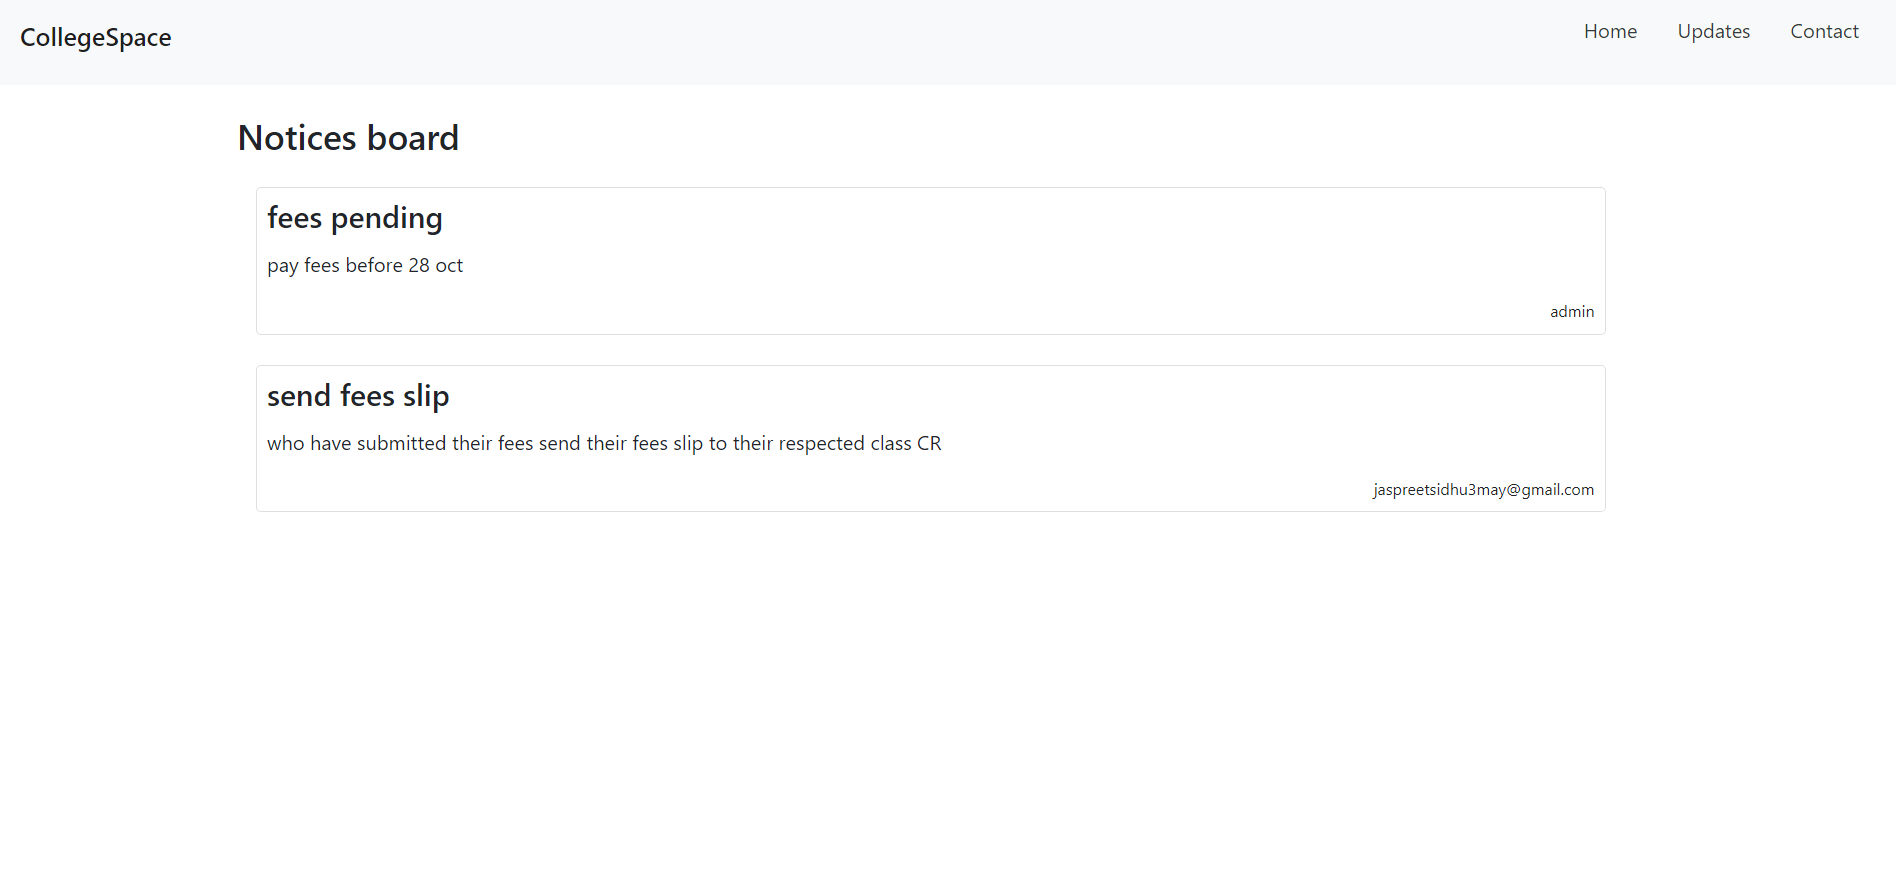 CollegeSpace
Home Updates Contact
Notices board
fees pending
pay fees before 28 oct
admin
send fees slip
who have submitted their fees send their fees slip to their respected class CR
jaspreetsidhu3may@gmail.com